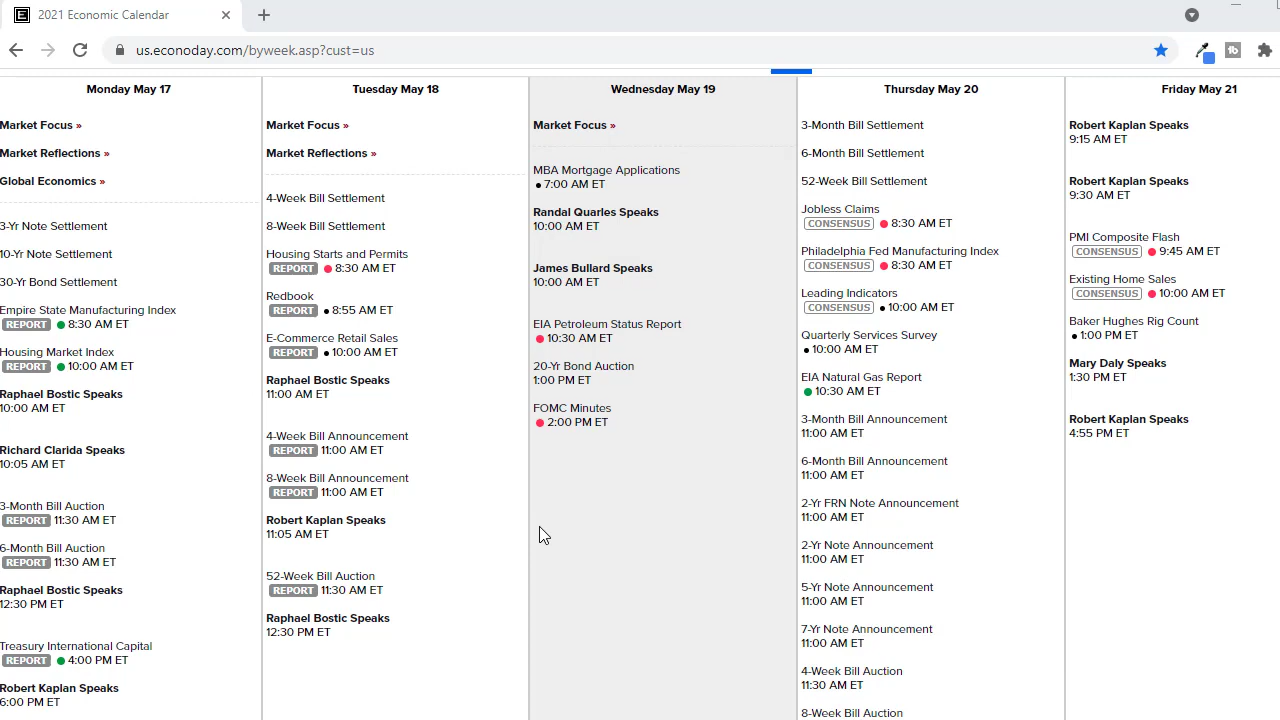 2021 Economic Calendar
us.econoday.com/byweek.asp?cust=us
Monday May 17
Market Focus »
Market Reflections »
Global Economics »
3-Yr Note Settlement
10-Yr Note Settlement
30-Yr Bond Settlement
Empire State Manufacturing Index
REPORT 8:30 AM ET
Housing Market Index
REPORT 10:00 AM ET
Raphael Bostic Speaks
10:00 AM ET
Richard Clarida Speaks
10:05 AM ET
3-Month Bill Auction
REPORT 11:30 AM ET
6-Month Bill Auction
REPORT 11:30 AM ET
Raphael Bostic Speaks
12:30 PM ET
Treasury International Capital
REPORT 4:00 PM ET
Robert Kaplan Speaks
6:00 PM ET
Tuesday May 18
Market Focus »
Market Reflections »
4-Week Bill Settlement
8-Week Bill Settlement
Housing Starts and Permits
REPORT 8:30 AM ET
Redbook
REPORT 8:55 AM ET
E-Commerce Retail Sales
REPORT 10:00 AM ET
Raphael Bostic Speaks
11:00 AM ET
4-Week Bill Announcement
REPORT 11:00 AM ET
8-Week Bill Announcement
REPORT 11:00 AM ET
Robert Kaplan Speaks
11:05 AM ET
52-Week Bill Auction
REPORT 11:30 AM ET
Raphael Bostic Speaks
12:30 PM ET
Wednesday May 19
Market Focus »
MBA Mortgage Applications
7:00 AM ET
Randal Quarles Speaks
10:00 AM ET
James Bullard Speaks
10:00 AM ET
EIA Petroleum Status Report
10:30 AM ET
20-Yr Bond Auction
1:00 PM ET
FOMC Minutes
2:00 PM ET
Thursday May 20
3-Month Bill Settlement
6-Month Bill Settlement
52-Week Bill Settlement
Jobless Claims
CONSENSUS 8:30 AM ET
Philadelphia Fed Manufacturing Index
CONSENSUS 8:30 AM ET
Leading Indicators
CONSENSUS 10:00 AM ET
Quarterly Services Survey
10:00 AM ET
EIA Natural Gas Report
10:30 AM ET
3-Month Bill Announcement
11:00 AM ET
6-Month Bill Announcement
11:00 AM ET
2-Yr FRN Note Announcement
11:00 AM ET
2-Yr Note Announcement
11:00 AM ET
5-Yr Note Announcement
11:00 AM ET
7-Yr Note Announcement
11:00 AM ET
4-Week Bill Auction
11:30 AM ET
8-Week Bill Auction
Friday May 21
Robert Kaplan Speaks
9:15 AM ET
Robert Kaplan Speaks
9:30 AM ET
PMI Composite Flash
CONSENSUS 9:45 AM ET
Existing Home Sales
CONSENSUS 10:00 AM ET
Baker Hughes Rig Count
1:00 PM ET
Mary Daly Speaks
1:30 PM ET
Robert Kaplan Speaks
4:55 PM ET